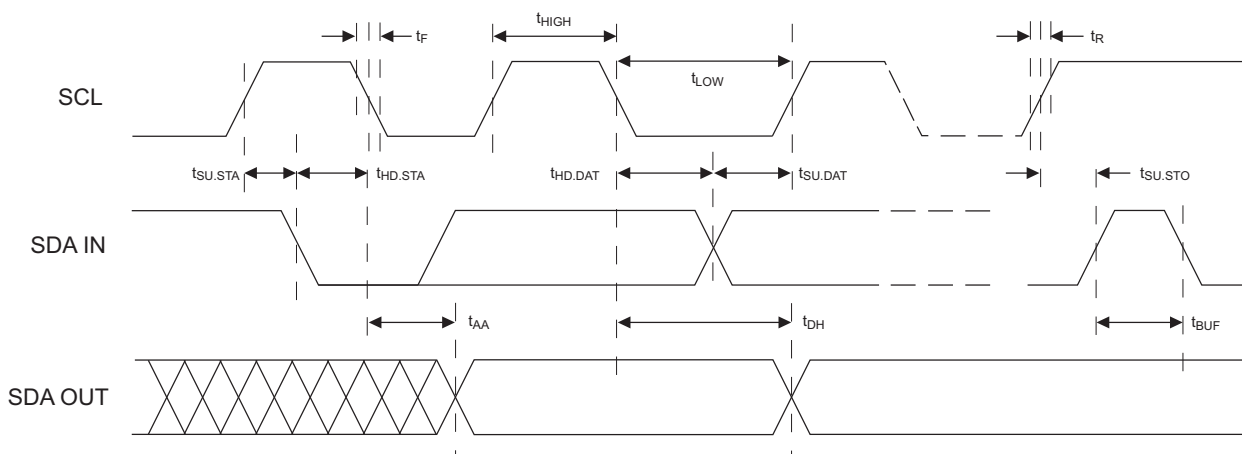 tHIGH
tF
tR
tLOW
SCL
tSU.STA
tHD.STA
tHD.DAT
tSU.DAT
tSU.STO
SDA IN
tAA
tDH
tBUF
SDA OUT